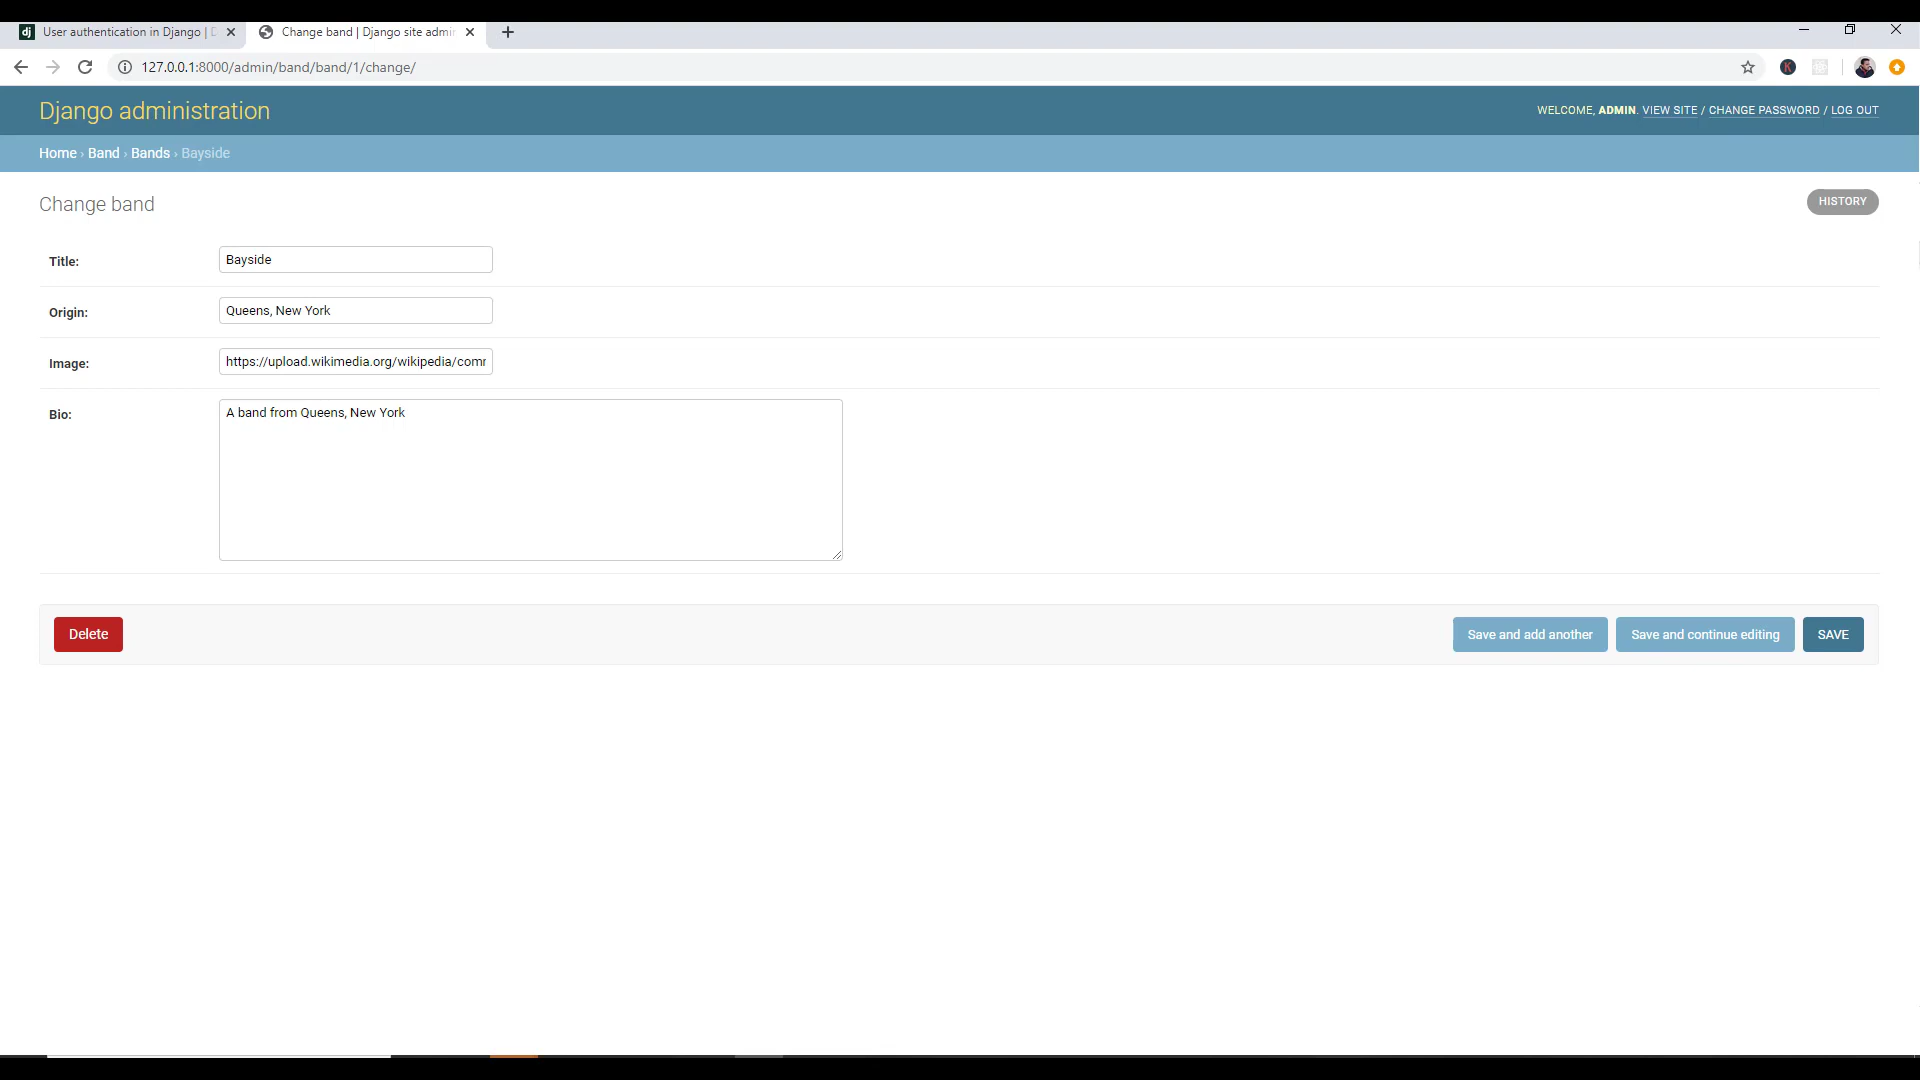 User authentication in Django |
Change band | Django site admin
127.0.0.1:8000/admin/band/band/1/change/
Django administration
WELCOME, ADMIN. VIEW SITE / CHANGE PASSWORD / LOG OUT
Home › Band › Bands › Bayside
Change band
HISTORY
Title:
Bayside
Origin:
Queens, New York
Image:
https://upload.wikimedia.org/wikipedia/comm
Bio:
A band from Queens, New York
Delete
Save and add another
Save and continue editing
SAVE